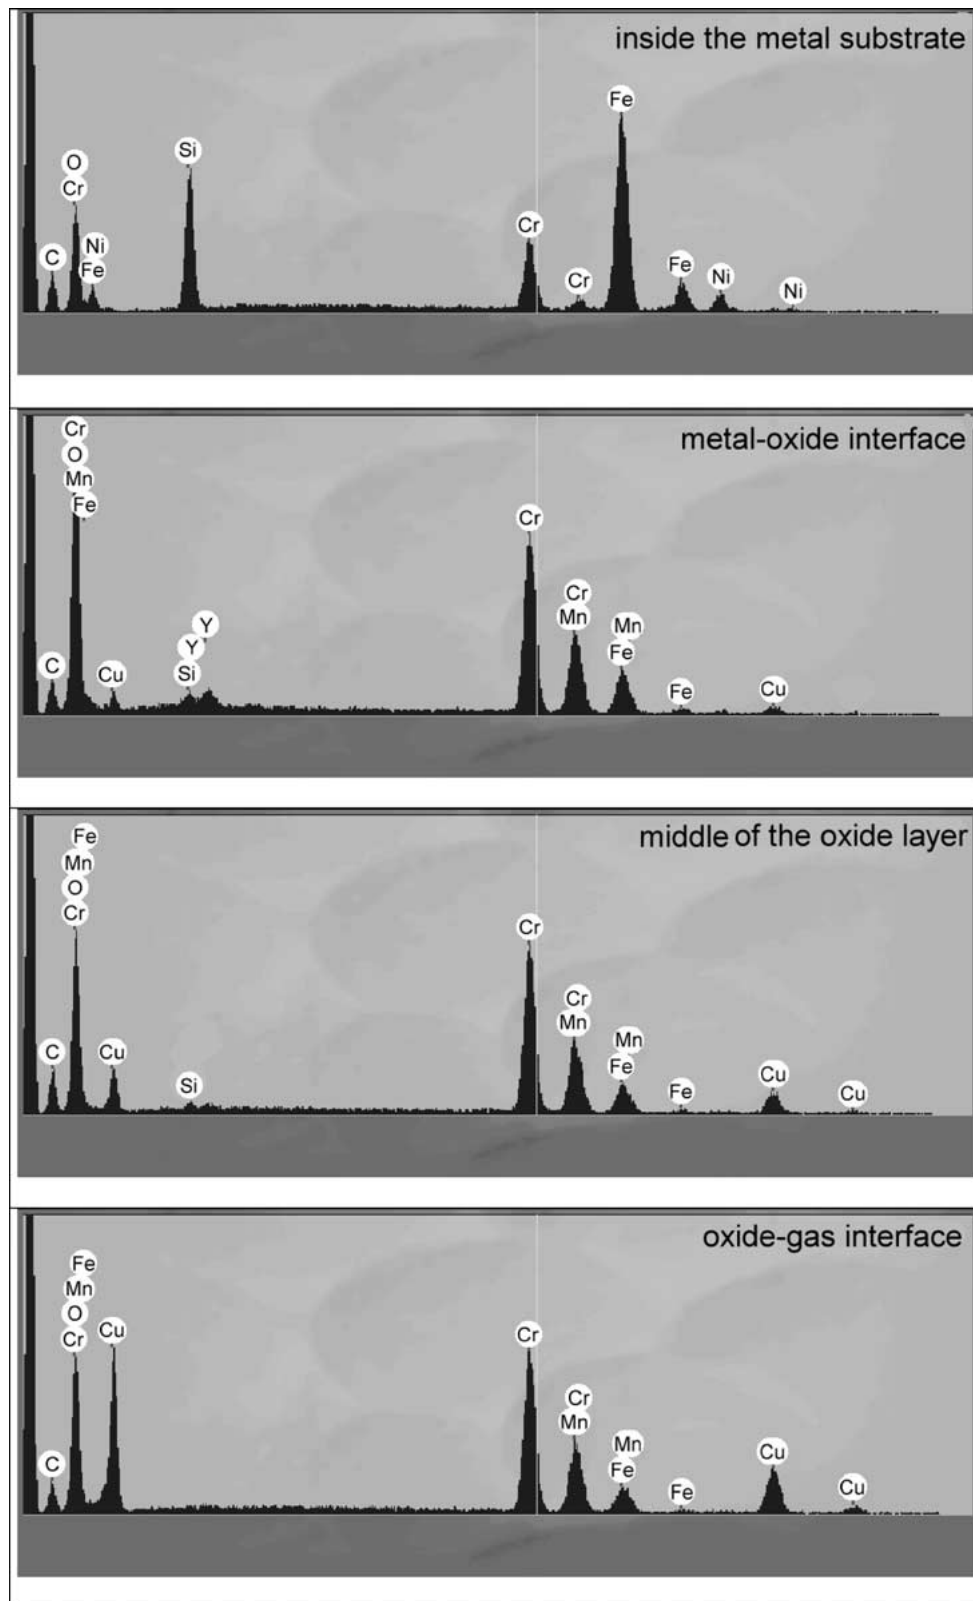 inside the metal substrate
Fe
Si
O
Cr
Cr
Ni
C
Fe
Fe
Cr
Ni
Ni
metal-oxide interface
Cr
O
Mn
Fe
Cr
Cr
Mn
Y
Mn
Y
Fe
C
Cu
Si
Fe
Cu
middle of the oxide layer
Fe
Mn
O
Cr
Cr
Cr
Mn
Mn
C
Cu
Fe
Cu
Si
Fe
Cu
oxide-gas interface
Fe
Mn
O
Cr
Cu
Cr
Cr
Mn
Mn
C
Fe
Cu
Fe
Cu